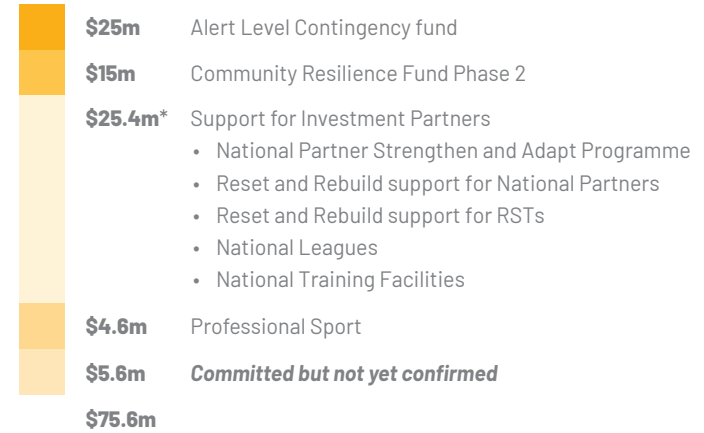 $25m Alert Level Contingency fund
$15m Community Resilience Fund Phase 2
$25.4m* Support for Investment Partners
• National Partner Strengthen and Adapt Programme
• Reset and Rebuild support for National Partners
• Reset and Rebuild support for RSTs
• National Leagues
• National Training Facilities
$4.6m Professional Sport
$5.6m Committed but not yet confirmed
$75.6m